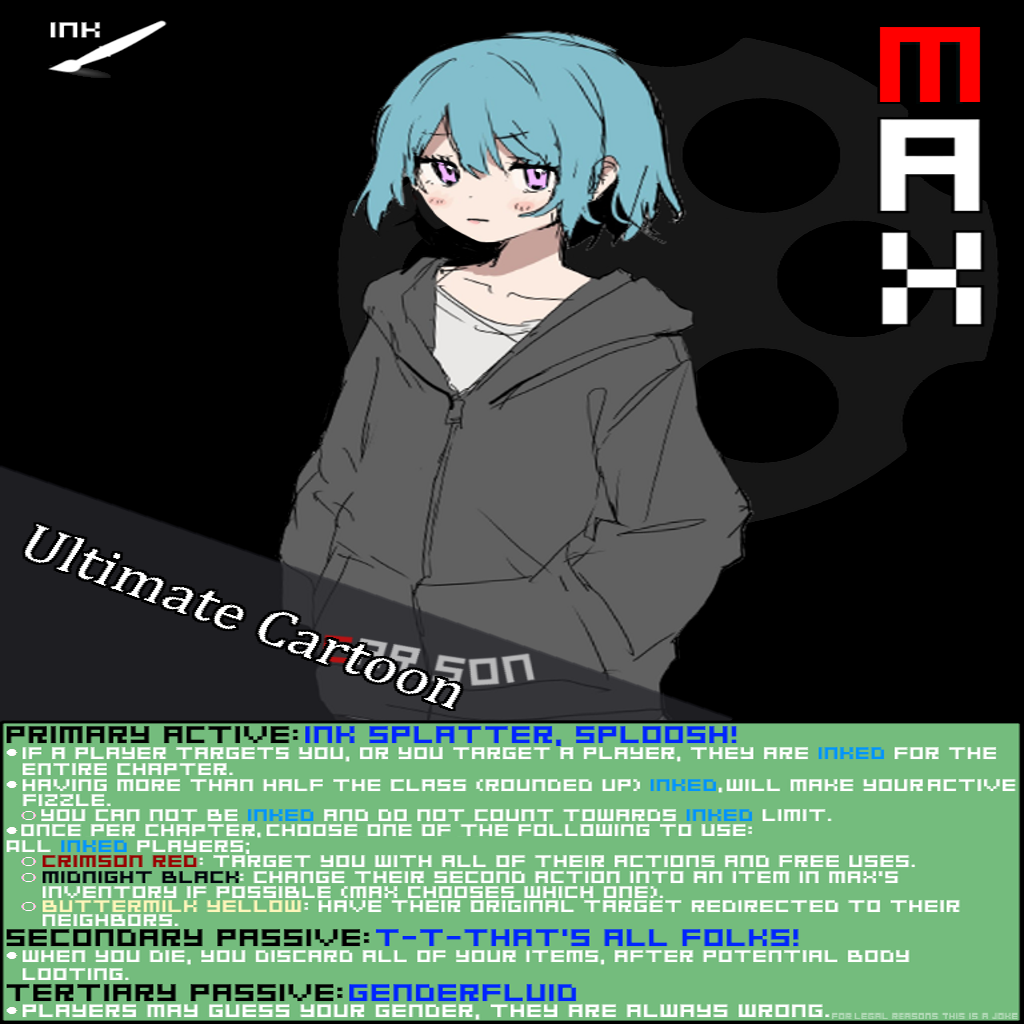 INK
MAX
Ultimate Cartoon
SON
PRIMARY ACTIVE: INK SPLATTER, SPLOOSH!
• IF A PLAYER TARGETS YOU, OR YOU TARGET A PLAYER, THEY ARE INKED FOR THE
ENTIRE CHAPTER.
• HAVING MORE THAN HALF THE CLASS (ROUNDED UP) INKED, WILL MAKE YOUR ACTIVE
FIZZLE.
○ YOU CAN NOT BE INKED AND DO NOT COUNT TOWARDS INKED LIMIT.
• ONCE PER CHAPTER, CHOOSE ONE OF THE FOLLOWING TO USE:
ALL INKED PLAYERS;
○ CRIMSON RED: TARGET YOU WITH ALL OF THEIR ACTIONS AND FREE USES.
○ MIDNIGHT BLACK: CHANGE THEIR SECOND ACTION INTO AN ITEM IN MAX'S
INVENTORY IF POSSIBLE (MAX CHOOSES WHICH ONE).
○ BUTTERMILK YELLOW: HAVE THEIR ORIGINAL TARGET REDIRECTED TO THEIR
NEIGHBORS.
SECONDARY PASSIVE: T-T-THAT'S ALL FOLKS!
• WHEN YOU DIE, YOU DISCARD ALL OF YOUR ITEMS, AFTER POTENTIAL BODY
LOOTING.
TERTIARY PASSIVE: GENDERFLUID
• PLAYERS MAY GUESS YOUR GENDER, THEY ARE ALWAYS WRONG.
FOR LEGAL REASONS THIS IS A JOKE